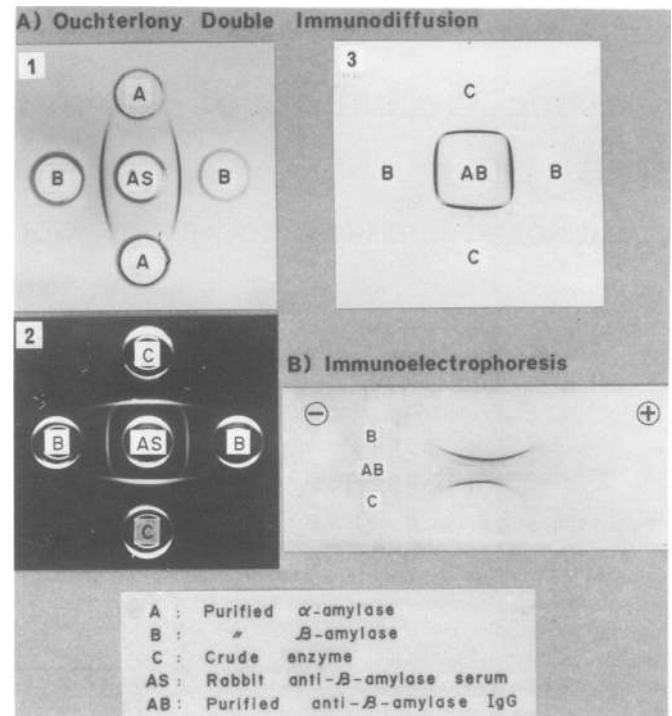 A) Ouchterlony Double Immunodiffusion
1
A
B AS B
A
3
C
B AB B
C
2
C
B AS B
C
B) Immunoelectrophoresis
⊖ ⊕
B
AB
C
A : Purified α-amylase
B : 〃 β-amylase
C : Crude enzyme
AS : Rabbit anti-β-amylase serum
AB : Purified anti-β-amylase IgG